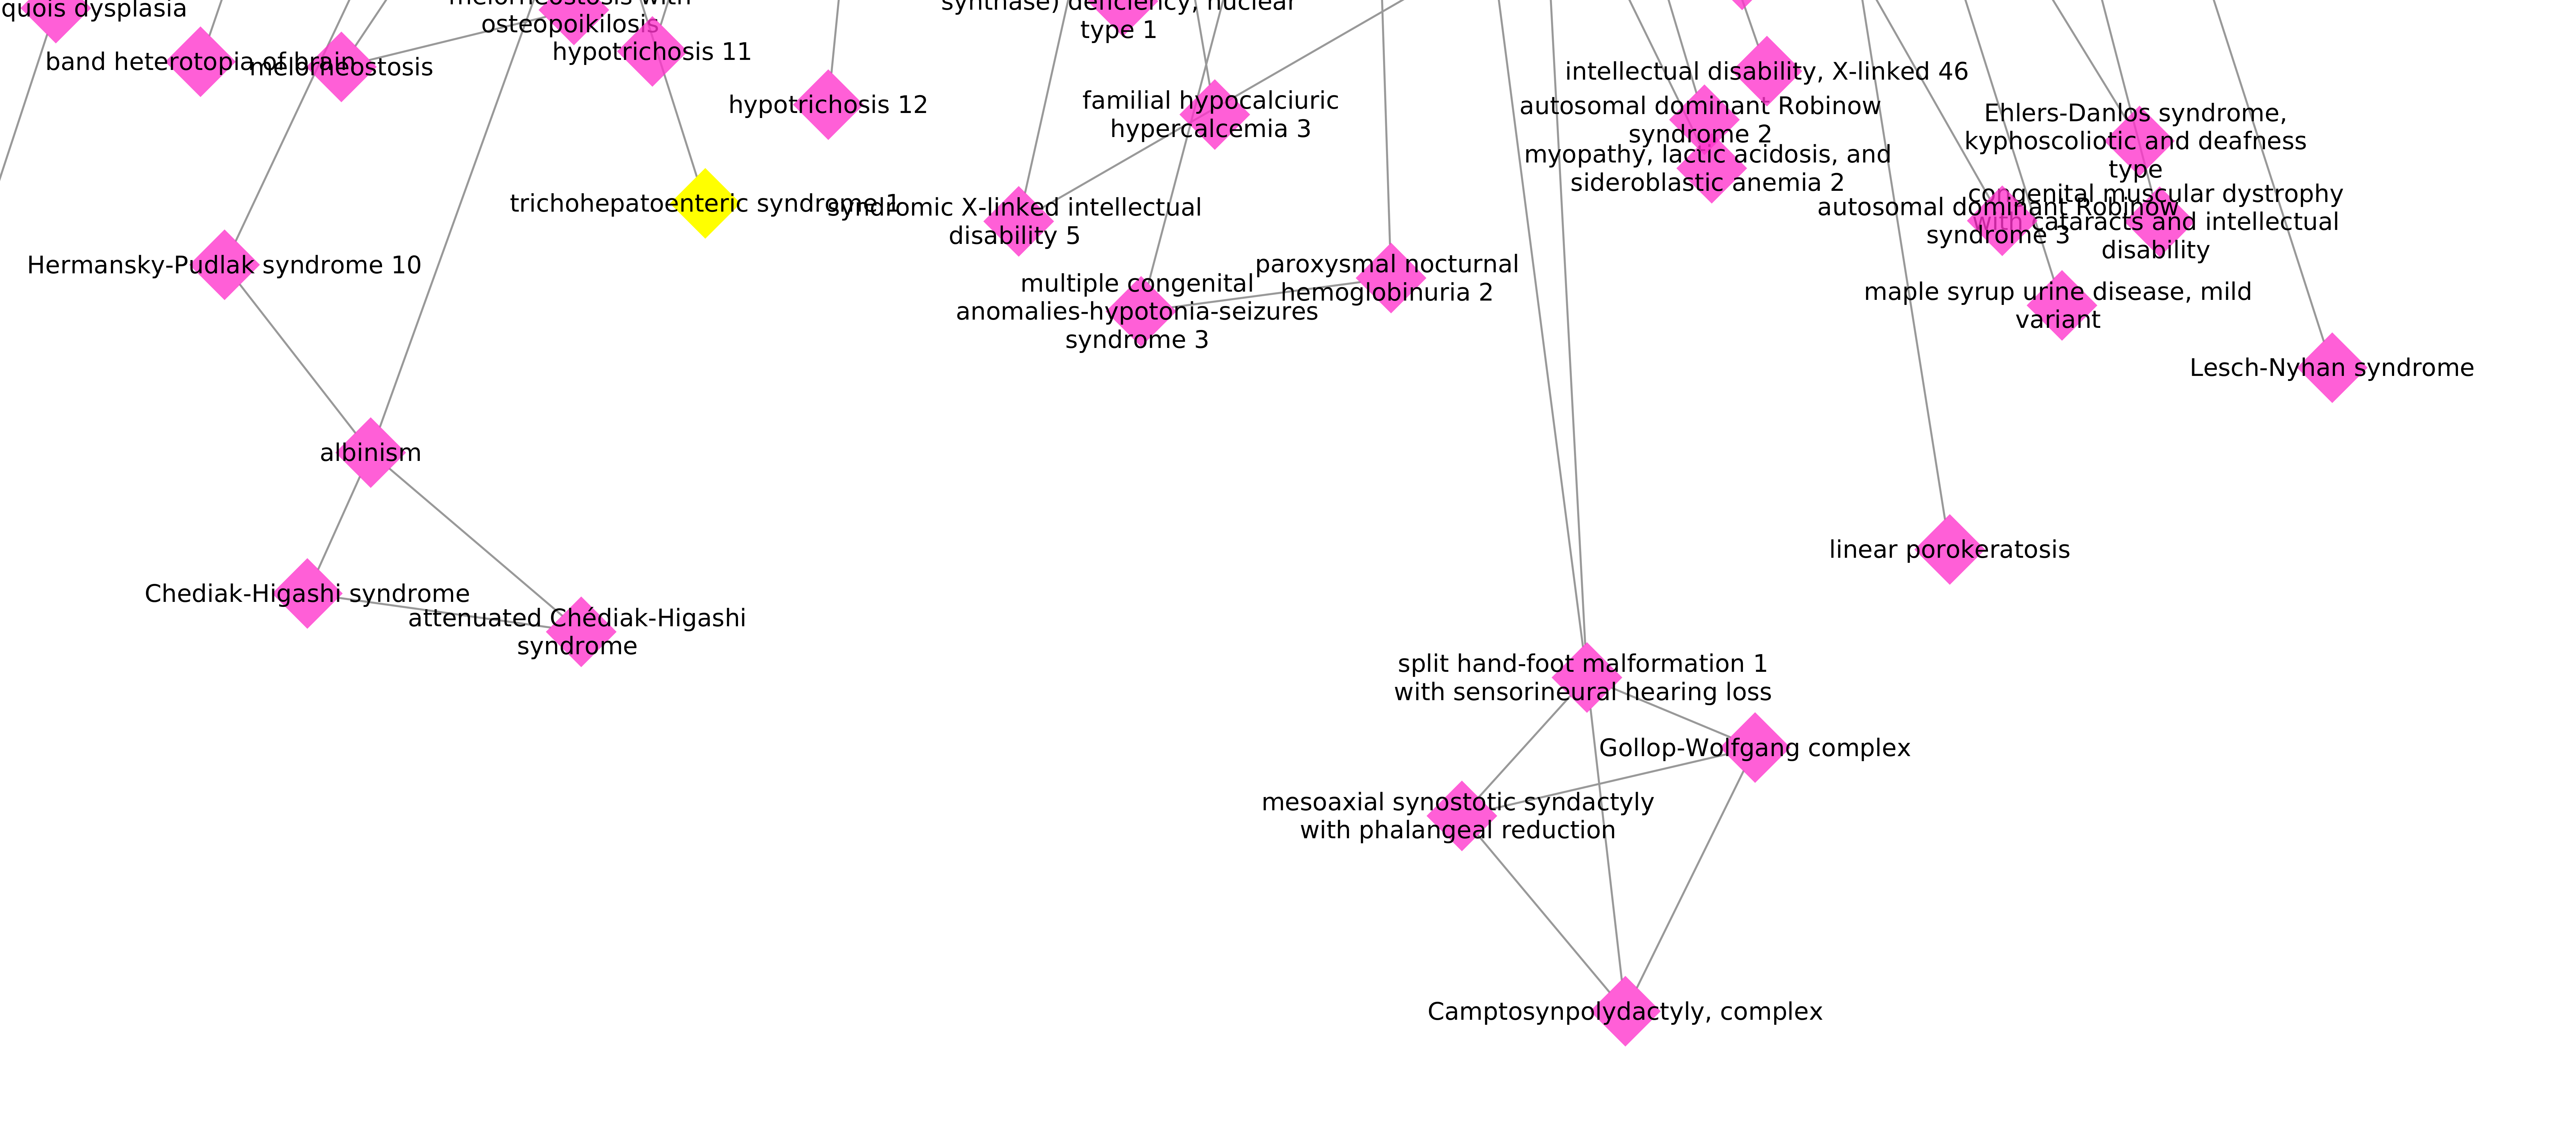 quois dysplasia
melorheostosis with
osteopoikilosis
synthase) deficiency, nuclear
type 1
hypotrichosis 11
band heterotopia of brain
melorheostosis
hypotrichosis 12
familial hypocalciuric
hypercalcemia 3
intellectual disability, X-linked 46
autosomal dominant Robinow
syndrome 2
myopathy, lactic acidosis, and
sideroblastic anemia 2
Ehlers-Danlos syndrome,
kyphoscoliotic and deafness
type
congenital muscular dystrophy
with cataracts and intellectual
disability
autosomal dominant Robinow
syndrome 3
trichohepatoenteric syndrome 1
syndromic X-linked intellectual
disability 5
Hermansky-Pudlak syndrome 10
multiple congenital
anomalies-hypotonia-seizures
syndrome 3
paroxysmal nocturnal
hemoglobinuria 2
maple syrup urine disease, mild
variant
Lesch-Nyhan syndrome
albinism
linear porokeratosis
Chediak-Higashi syndrome
attenuated Chédiak-Higashi
syndrome
split hand-foot malformation 1
with sensorineural hearing loss
Gollop-Wolfgang complex
mesoaxial synostotic syndactyly
with phalangeal reduction
Camptosynpolydactyly, complex